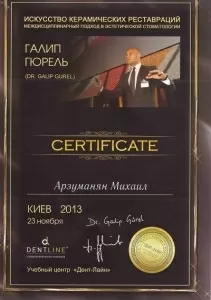 ИСКУССТВО КЕРАМИЧЕСКИХ РЕСТАВРАЦИЙ
МЕЖДИСЦИПЛИНАРНЫЙ ПОДХОД В ЭСТЕТИЧЕСКОЙ СТОМАТОЛОГИИ
ГАЛИП
ГЮРЕЛЬ
(DR. GALIP GUREL)
CERTIFICATE
Арзуманян Михаил
КИЕВ 2013
23 ноября
Dr. Galip Gürel
d
DENTLINE
Учебный центр «Дент-Лайн»